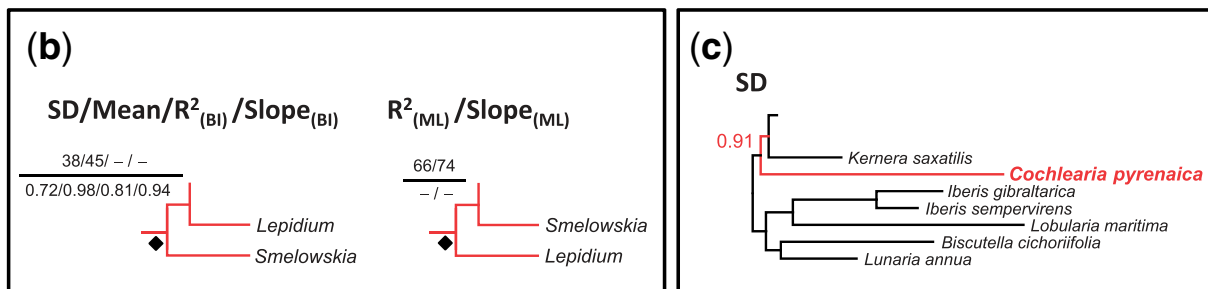 (b)
SD/Mean/R²(BI)/Slope(BI)
38/45/ – / –
0.72/0.98/0.81/0.94
Lepidium
Smelowskia
R²(ML)/Slope(ML)
66/74
– / –
Smelowskia
Lepidium
(c)
SD
0.91
Kernera saxatilis
Cochlearia pyrenaica
Iberis gibraltarica
Iberis sempervirens
Lobularia maritima
Biscutella cichoriifolia
Lunaria annua